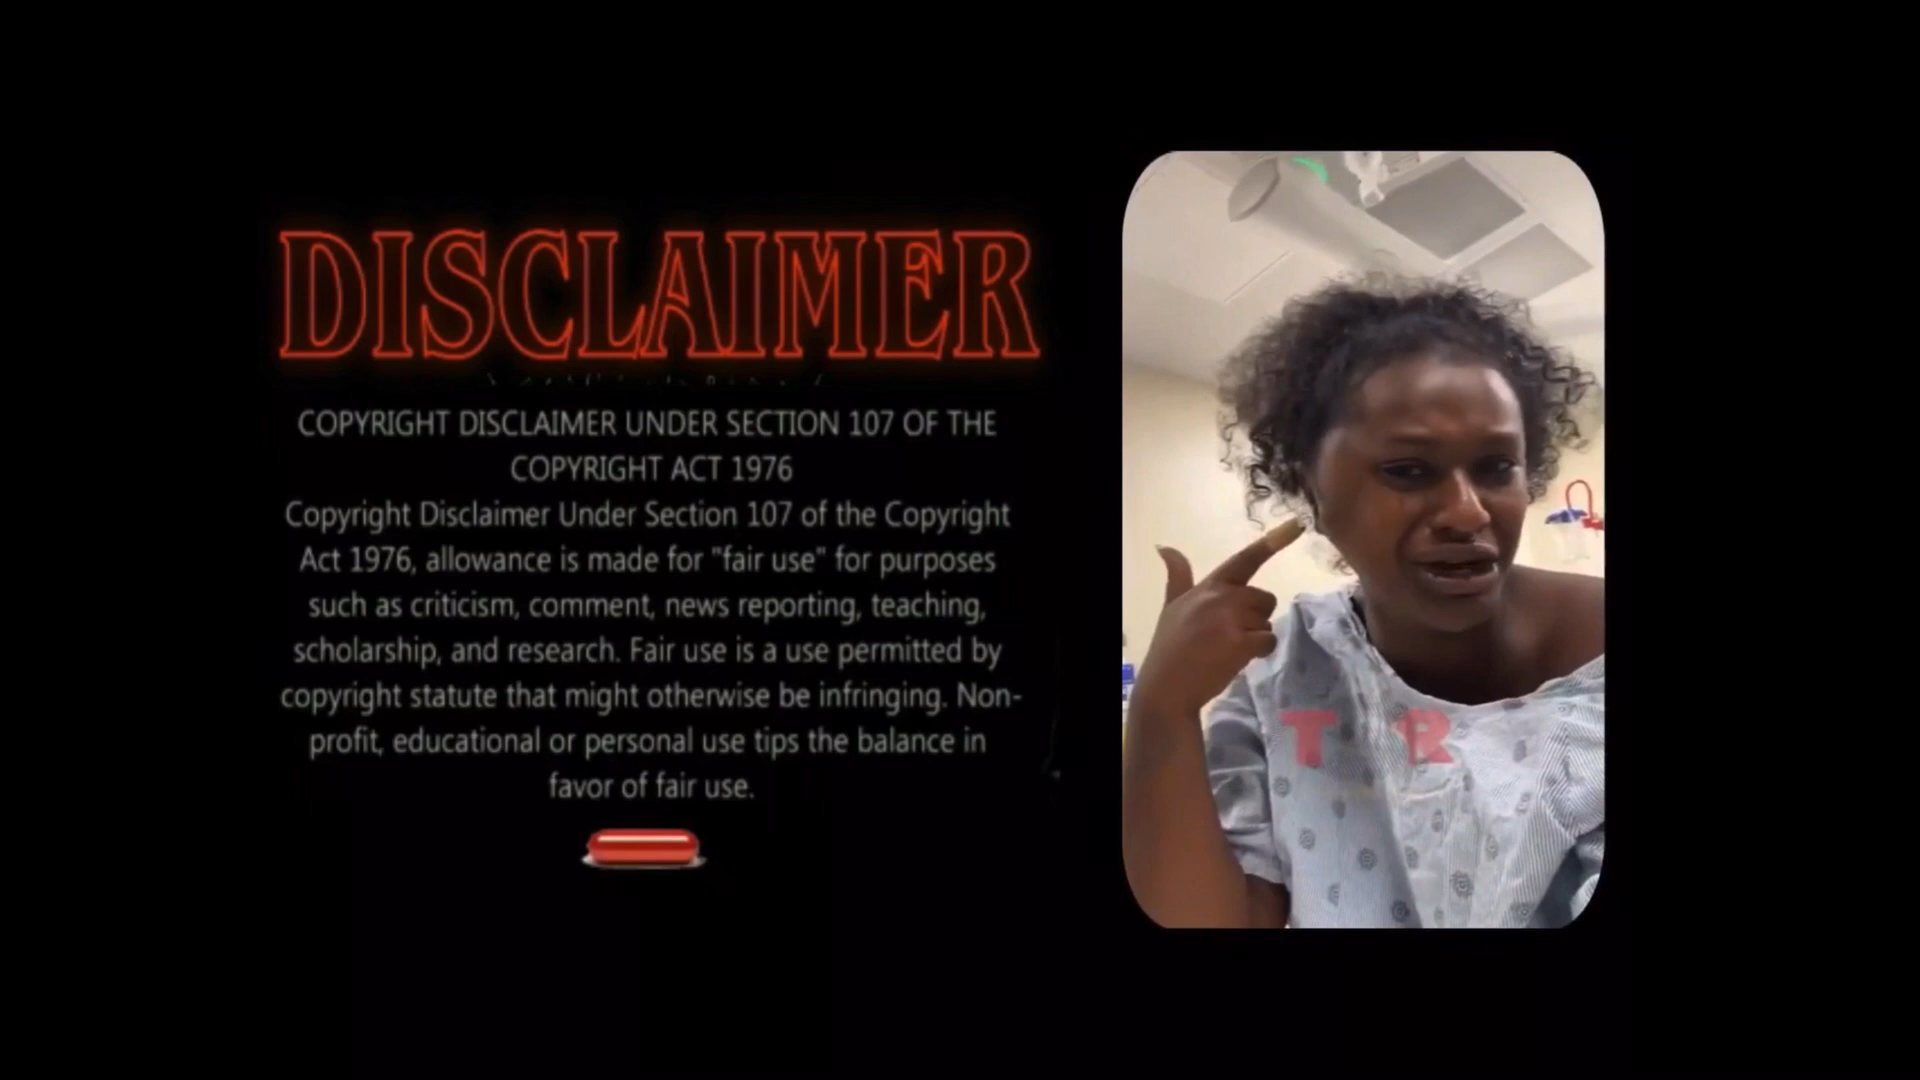 DISCLAIMER
COPYRIGHT DISCLAIMER UNDER SECTION 107 OF THE
COPYRIGHT ACT 1976
Copyright Disclaimer Under Section 107 of the Copyright
Act 1976, allowance is made for "fair use" for purposes
such as criticism, comment, news reporting, teaching,
scholarship, and research. Fair use is a use permitted by
copyright statute that might otherwise be infringing. Non-
profit, educational or personal use tips the balance in
favor of fair use.
T R